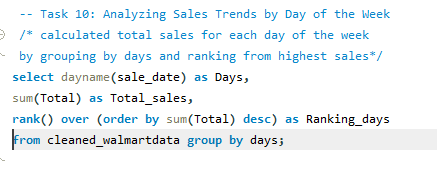 -- Task 10: Analyzing Sales Trends by Day of the Week
/* calculated total sales for each day of the week
by grouping by days and ranking from highest sales*/
select dayname(sale_date) as Days,
sum(Total) as Total_sales,
rank() over (order by sum(Total) desc) as Ranking_days
from cleaned_walmartdata group by days;